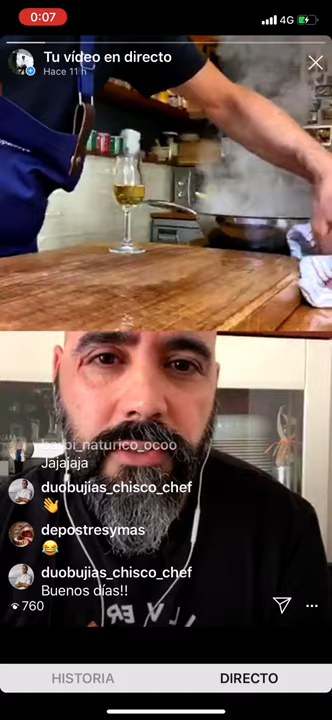 0:07
4G
Tu vídeo en directo
Hace 11 h
Jajajaja
duobujias_chisco_chef
👋
depostresymas
😂
duobujias_chisco_chef
Buenos días!!
760
HISTORIA
DIRECTO